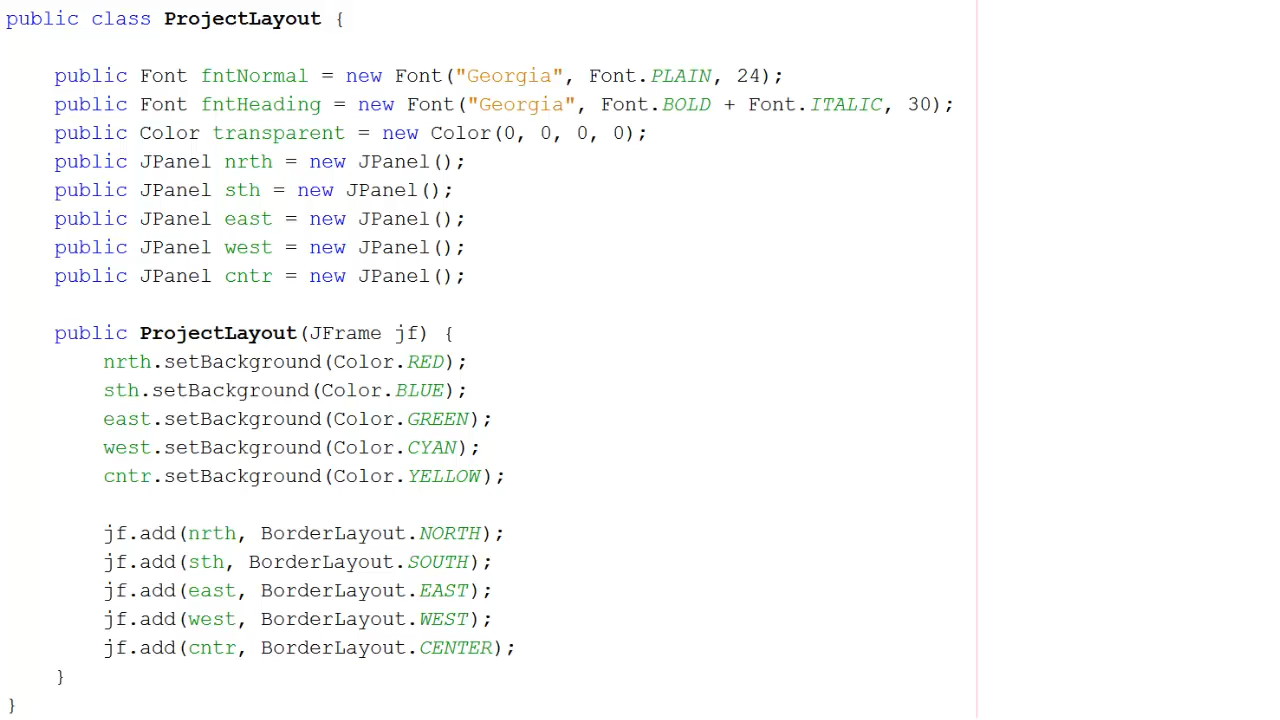 public class ProjectLayout {
public Font fntNormal = new Font("Georgia", Font.PLAIN, 24);
public Font fntHeading = new Font("Georgia", Font.BOLD + Font.ITALIC, 30);
public Color transparent = new Color(0, 0, 0, 0);
public JPanel nrth = new JPanel();
public JPanel sth = new JPanel();
public JPanel east = new JPanel();
public JPanel west = new JPanel();
public JPanel cntr = new JPanel();
public ProjectLayout(JFrame jf) {
nrth.setBackground(Color.RED);
sth.setBackground(Color.BLUE);
east.setBackground(Color.GREEN);
west.setBackground(Color.CYAN);
cntr.setBackground(Color.YELLOW);
jf.add(nrth, BorderLayout.NORTH);
jf.add(sth, BorderLayout.SOUTH);
jf.add(east, BorderLayout.EAST);
jf.add(west, BorderLayout.WEST);
jf.add(cntr, BorderLayout.CENTER);
}
}